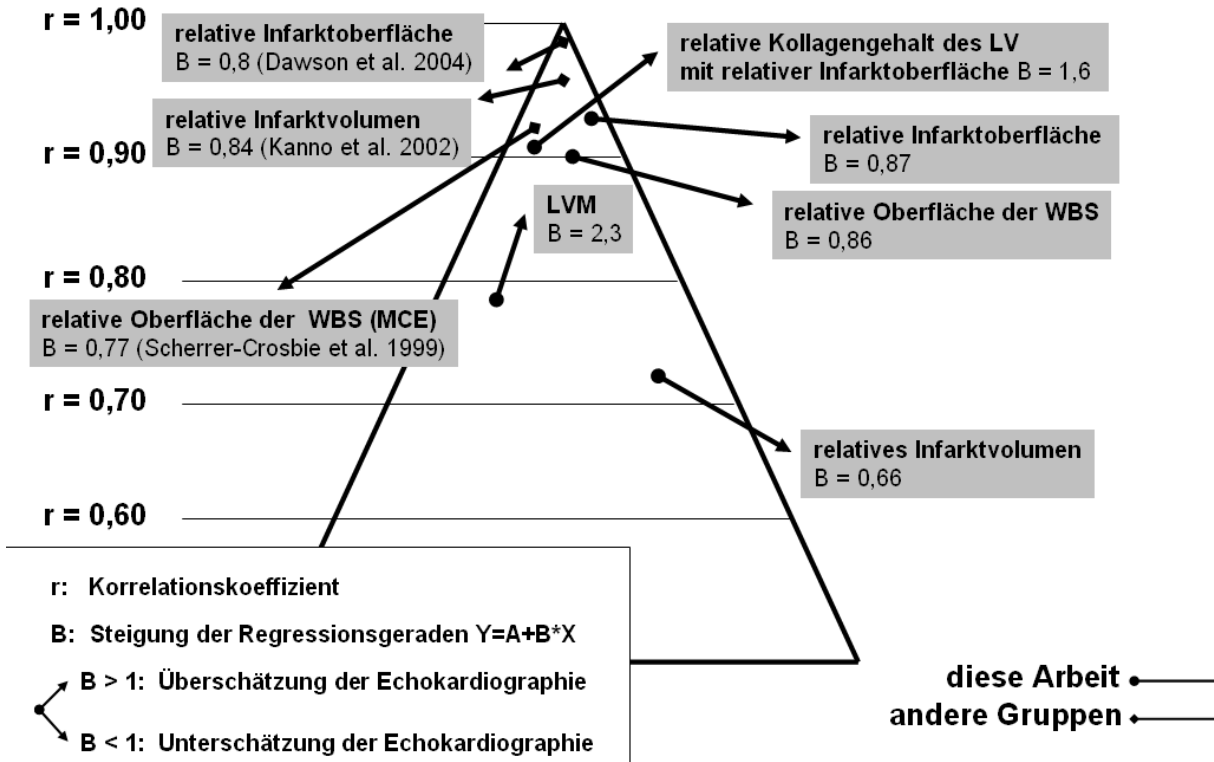 r = 1,00
relative Infarktoberfläche
B = 0,8 (Dawson et al. 2004)
relative Kollagengehalt des LV
mit relativer Infarktoberfläche B = 1,6
relative Infarktvolumen
B = 0,84 (Kanno et al. 2002)
relative Infarktoberfläche
B = 0,87
r = 0,90
LVM
B = 2,3
relative Oberfläche der WBS
B = 0,86
r = 0,80
relative Oberfläche der WBS (MCE)
B = 0,77 (Scherrer-Crosbie et al. 1999)
r = 0,70
relatives Infarktvolumen
B = 0,66
r = 0,60
r: Korrelationskoeffizient
B: Steigung der Regressionsgeraden Y=A+B*X
B > 1: Überschätzung der Echokardiographie
B < 1: Unterschätzung der Echokardiographie
diese Arbeit
andere Gruppen